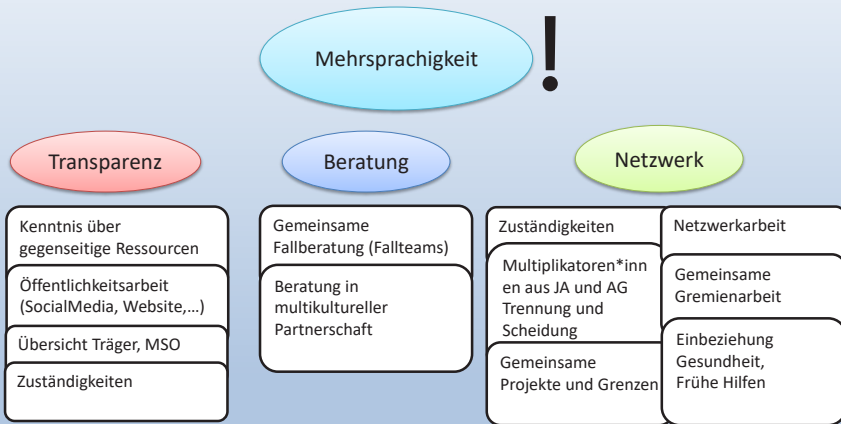 Mehrsprachigkeit
!
Transparenz
Kenntnis über
gegenseitige Ressourcen
Öffentlichkeitsarbeit
(SocialMedia, Website,…)
Übersicht Träger, MSO
Zuständigkeiten
Beratung
Gemeinsame
Fallberatung (Fallteams)
Beratung in
multikultureller
Partnerschaft
Netzwerk
Zuständigkeiten
Multiplikatoren*inn
en aus JA und AG
Trennung und
Scheidung
Gemeinsame
Projekte und Grenzen
Netzwerkarbeit
Gemeinsame
Gremienarbeit
Einbeziehung
Gesundheit,
Frühe Hilfen